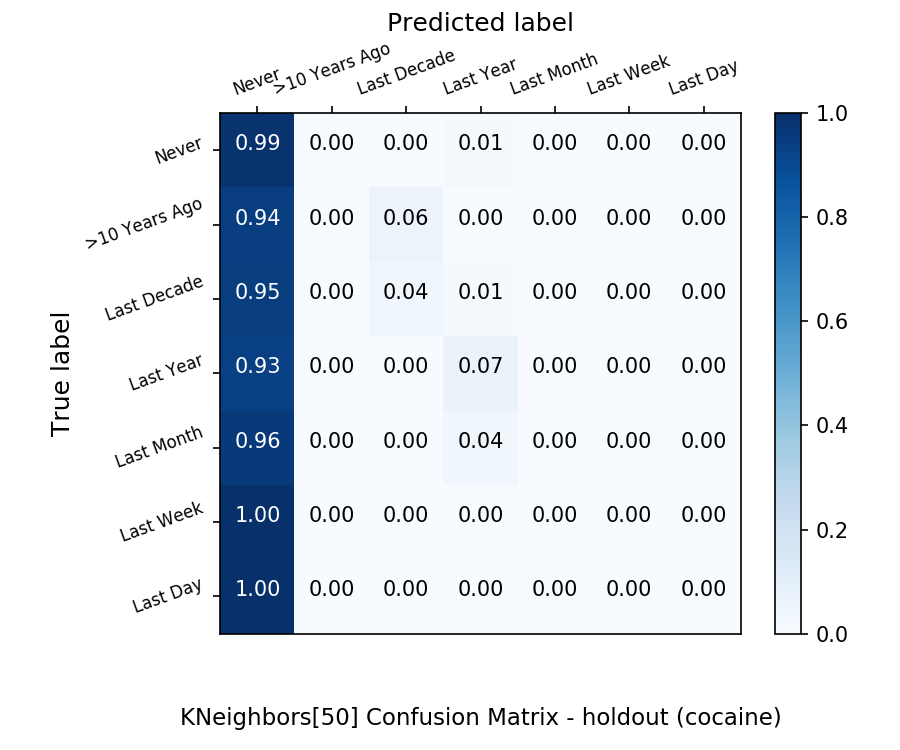 Predicted label
Never >10 Years Ago Last Decade Last Year Last Month Last Week Last Day
Never 0.99 0.00 0.00 0.01 0.00 0.00 0.00
>10 Years Ago 0.94 0.00 0.06 0.00 0.00 0.00 0.00
Last Decade 0.95 0.00 0.04 0.01 0.00 0.00 0.00
Last Year 0.93 0.00 0.00 0.07 0.00 0.00 0.00
Last Month 0.96 0.00 0.00 0.04 0.00 0.00 0.00
Last Week 1.00 0.00 0.00 0.00 0.00 0.00 0.00
Last Day 1.00 0.00 0.00 0.00 0.00 0.00 0.00
True label
1.0
0.8
0.6
0.4
0.2
0.0
KNeighbors[50] Confusion Matrix - holdout (cocaine)